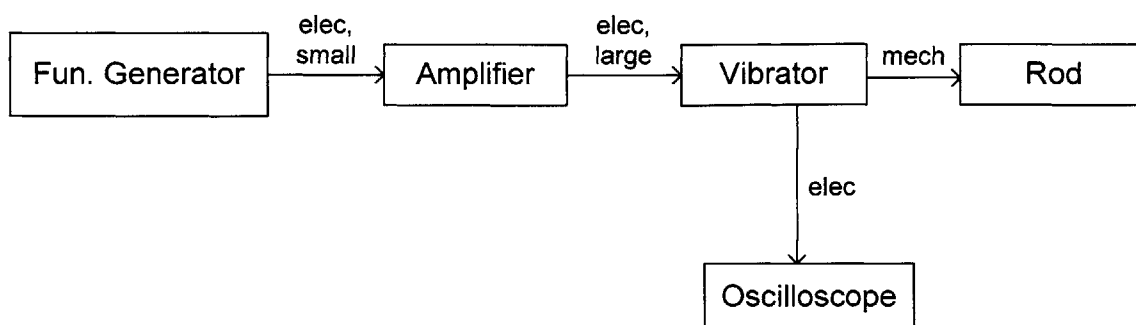 Fun. Generator
elec,
small
Amplifier
elec,
large
Vibrator
mech
Rod
elec
Oscilloscope